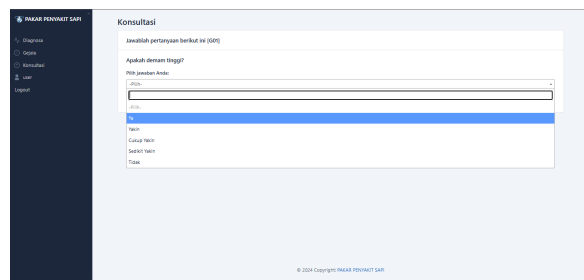 PAKAR PENYAKIT SAPI
Diagnosa
Gejala
Konsultasi
user
Logout
Konsultasi
Jawablah pertanyaan berikut ini [G01]
Apakah demam tinggi?
Pilih jawaban Anda:
-Pilih-
-Pilih-
Ya
Yakin
Cukup Yakin
Sedikit Yakin
Tidak
© 2024 Copyright: PAKAR PENYAKIT SAPI